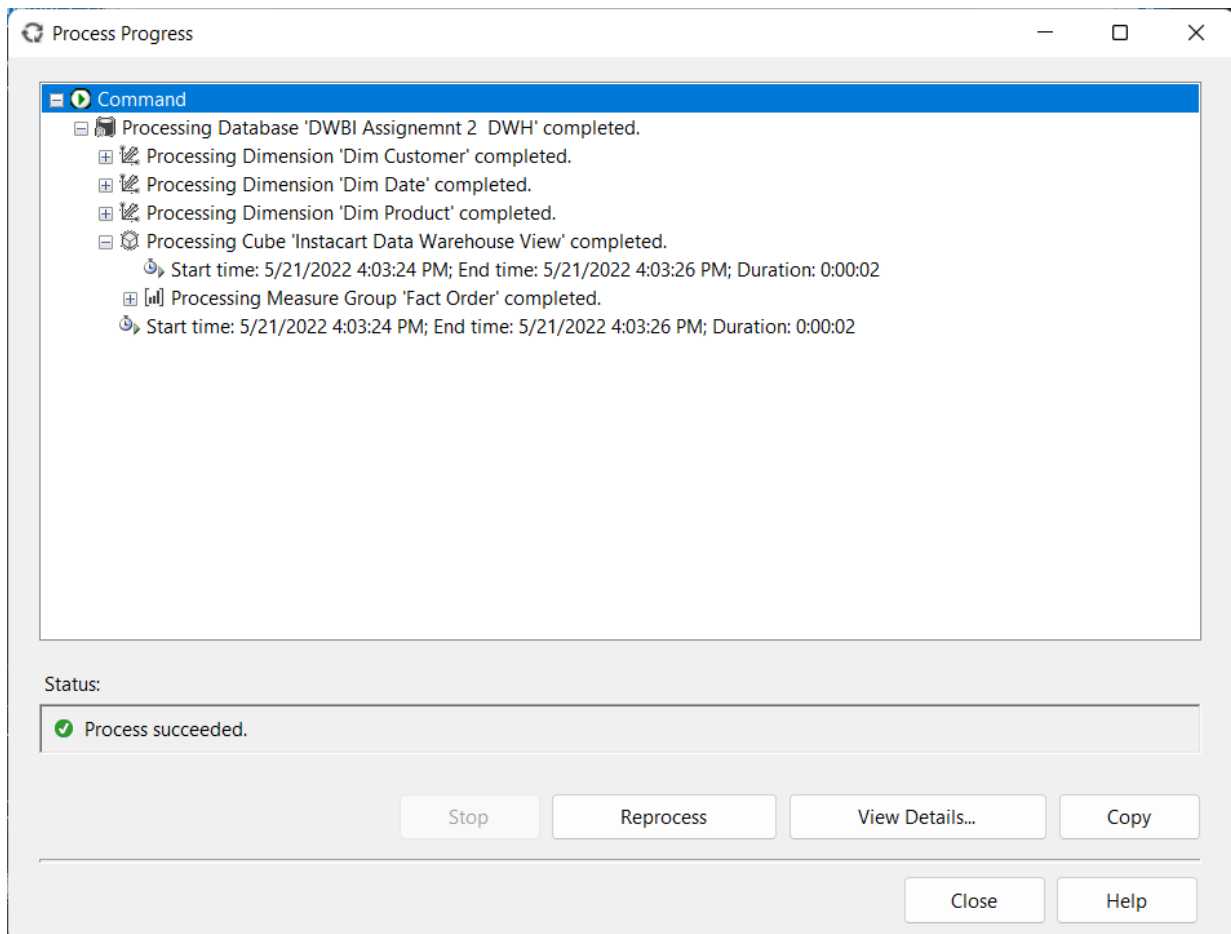 Process Progress
Command
Processing Database 'DWBI Assignemnt 2  DWH' completed.
Processing Dimension 'Dim Customer' completed.
Processing Dimension 'Dim Date' completed.
Processing Dimension 'Dim Product' completed.
Processing Cube 'Instacart Data Warehouse View' completed.
Start time: 5/21/2022 4:03:24 PM; End time: 5/21/2022 4:03:26 PM; Duration: 0:00:02
Processing Measure Group 'Fact Order' completed.
Start time: 5/21/2022 4:03:24 PM; End time: 5/21/2022 4:03:26 PM; Duration: 0:00:02
Status:
Process succeeded.
Stop Reprocess View Details... Copy
Close Help